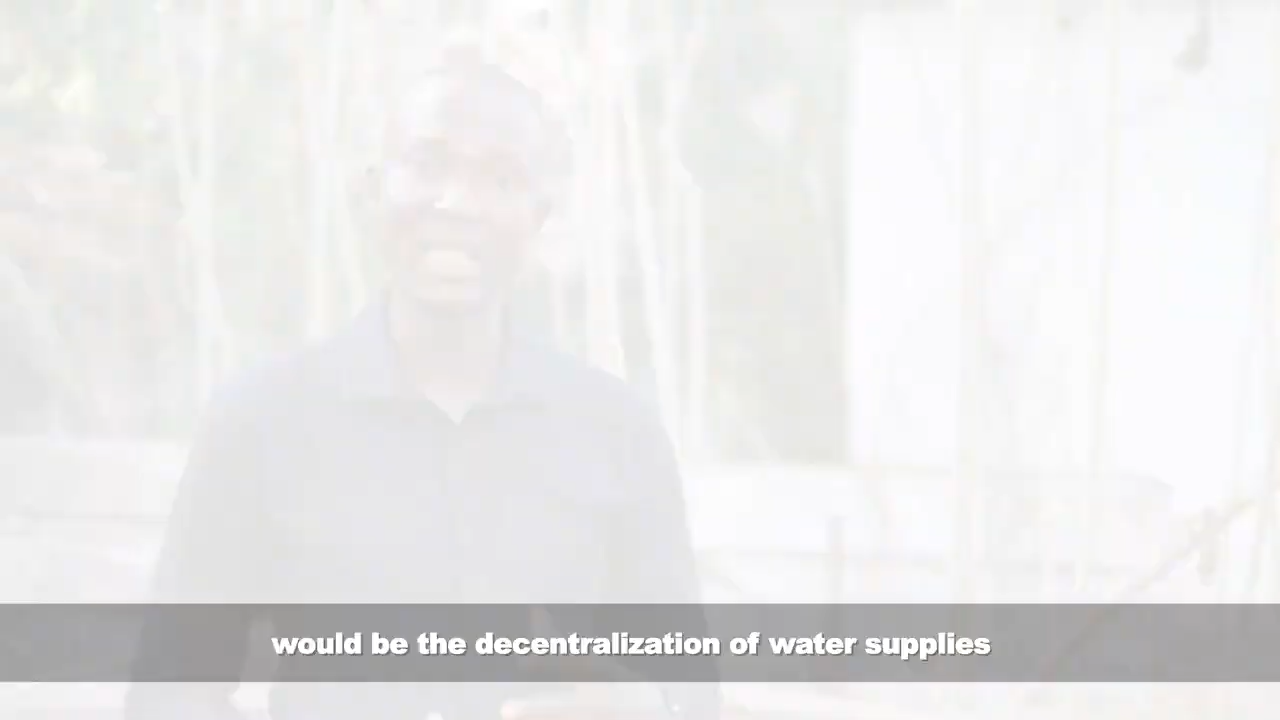 would be the decentralization of water supplies